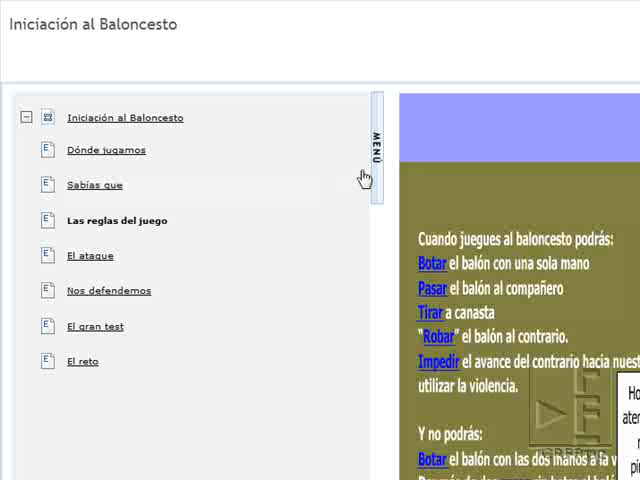 Iniciación al Baloncesto
Iniciación al Baloncesto
Dónde jugamos
Sabías que
Las reglas del juego
El ataque
Nos defendemos
El gran test
El reto
MENÚ
Cuando juegues al baloncesto podrás:
Botar el balón con una sola mano
Pasar el balón al compañero
Tirar a canasta
"Robar" el balón al contrario.
Impedir el avance del contrario hacia nuest
utilizar la violencia.
Y no podrás:
Botar el balón con las dos manos a la v